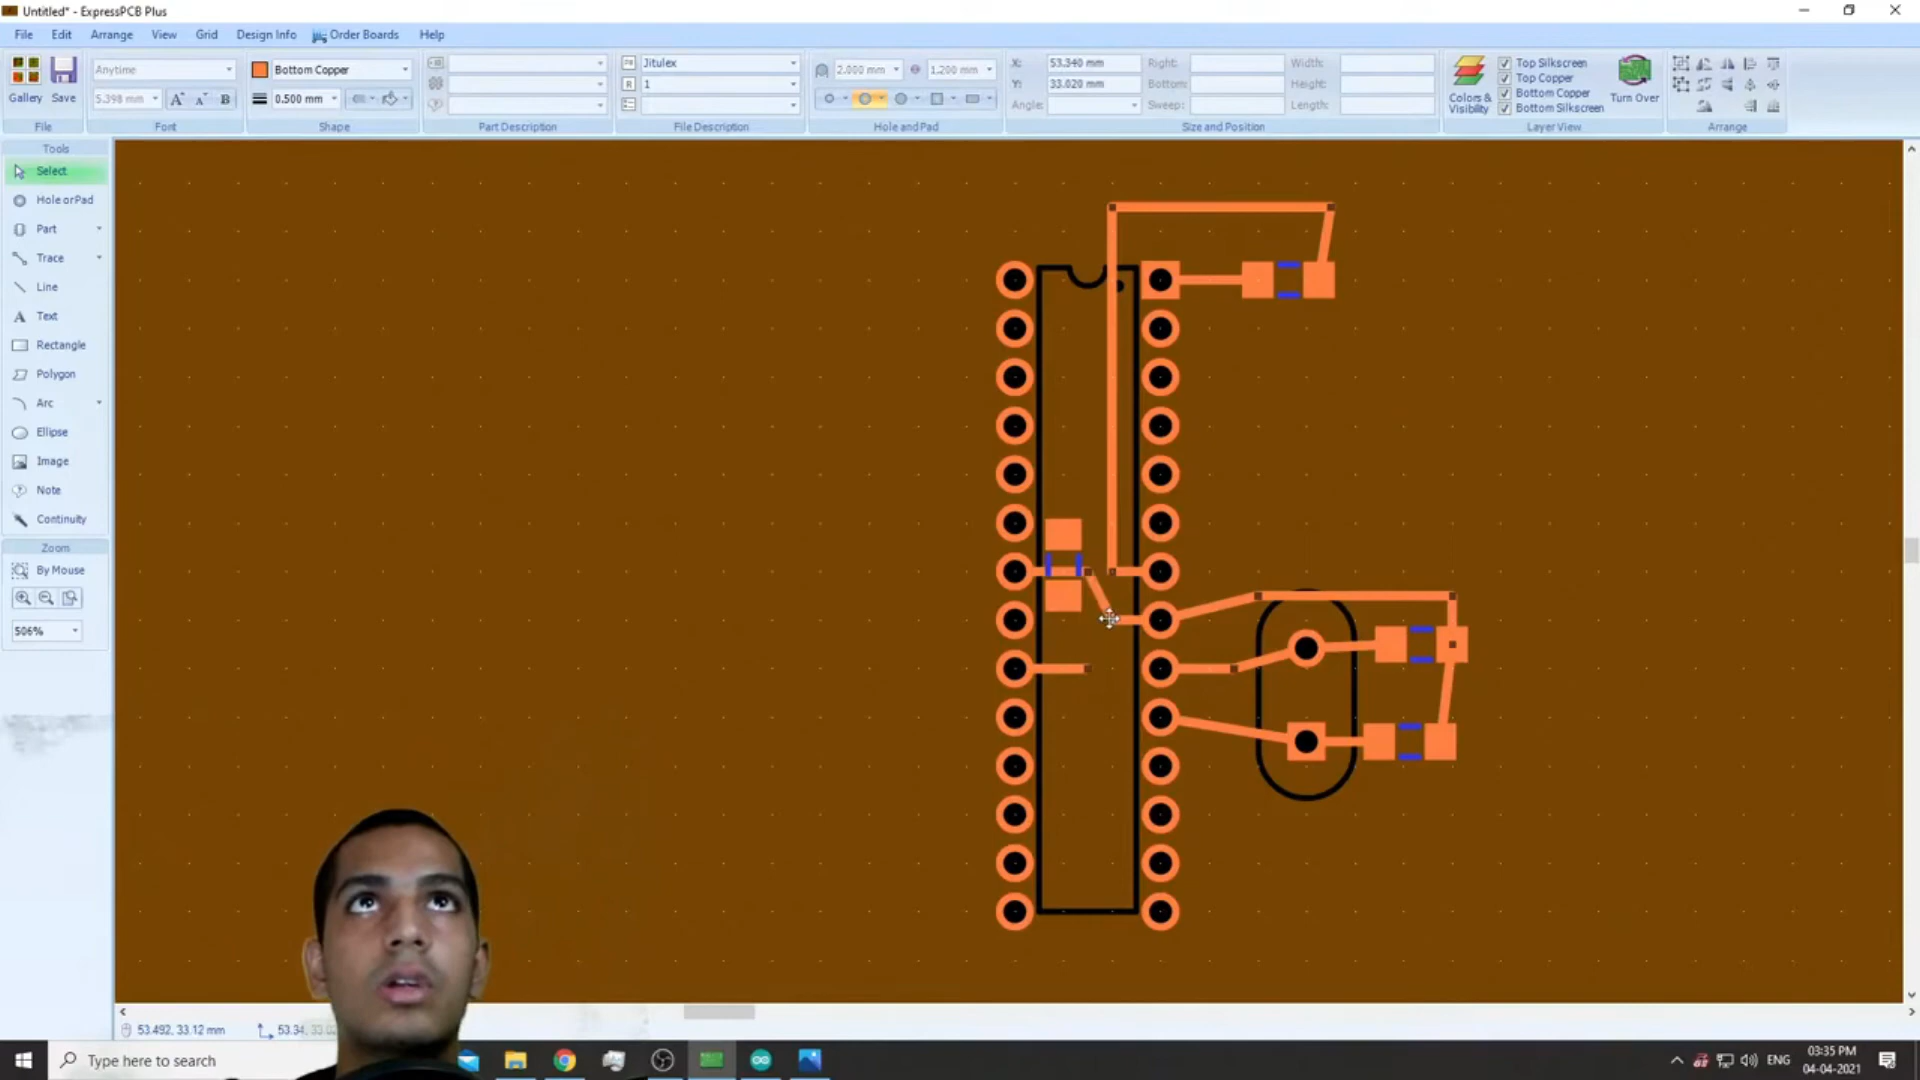 Untitled* - ExpressPCB Plus
File Edit Arrange View Grid Design Info Order Boards Help
Anytime
Bottom Copper
Jitulex
2.000 mm
1.200 mm
X: 53.340 mm Right: Width:
Top Silkscreen
Top Copper
Bottom Copper
Bottom Silkscreen
Gallery Save
5.398 mm A A B
0.500 mm
1
Y: 33.020 mm Bottom: Height:
Angle: Sweep: Length:
Colors & Visibility
Turn Over
File Font Shape Part Description File Description Hole and Pad Size and Position Layer View Arrange
Tools
Select
Hole or Pad
Part
Trace
Line
Text
Rectangle
Polygon
Arc
Ellipse
Image
Note
Continuity
Zoom
By Mouse
506%
53.492, 33.12 mm
53.34, 33.0
Type here to search
ENG
03:35 PM
04-04-2021